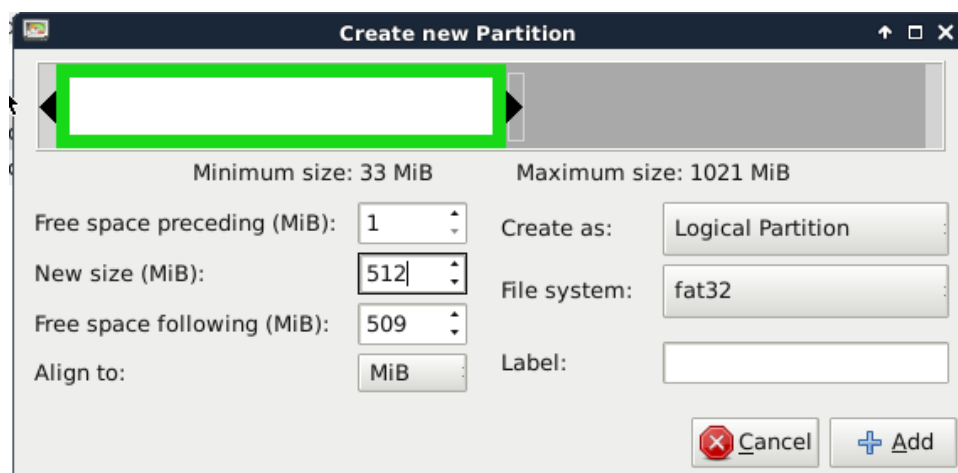 Create new Partition
Minimum size: 33 MiB
Maximum size: 1021 MiB
Free space preceding (MiB):
1
New size (MiB):
512
Free space following (MiB):
509
Align to:
MiB
Create as:
Logical Partition
File system:
fat32
Label:
Cancel
Add